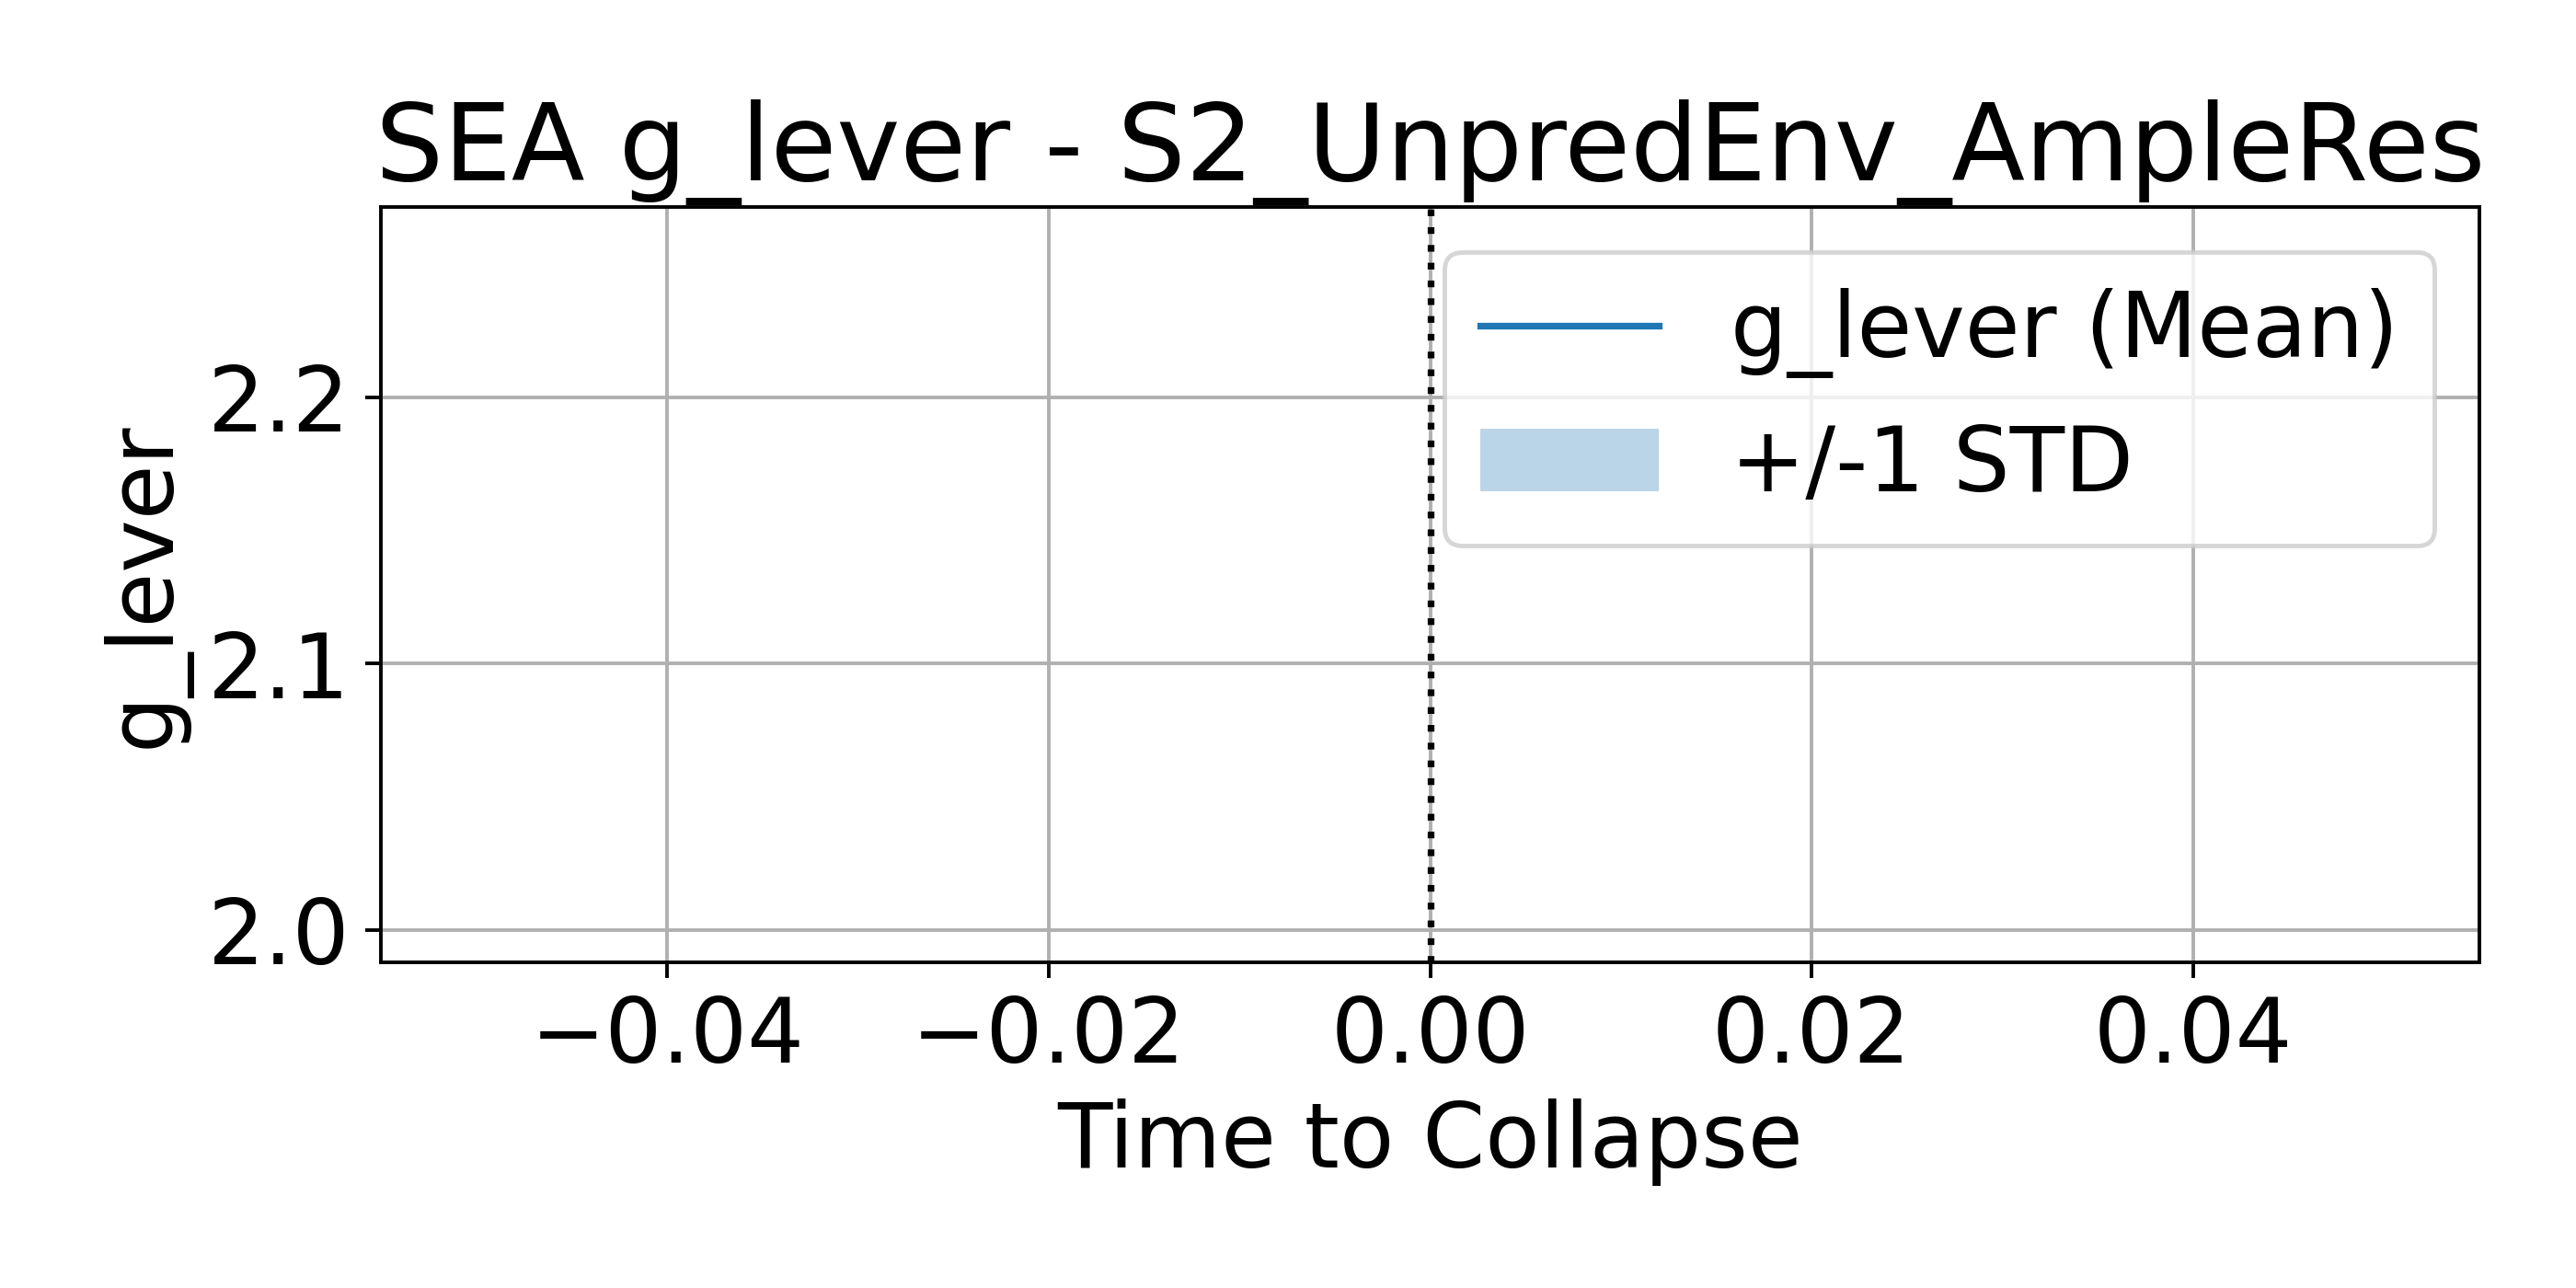 SEA g_lever - S2_UnpredEnv_AmpleRes
g_lever (Mean)
+/-1 STD
g_lever
2.2
2.1
2.0
−0.04
−0.02
0.00
0.02
0.04
Time to Collapse